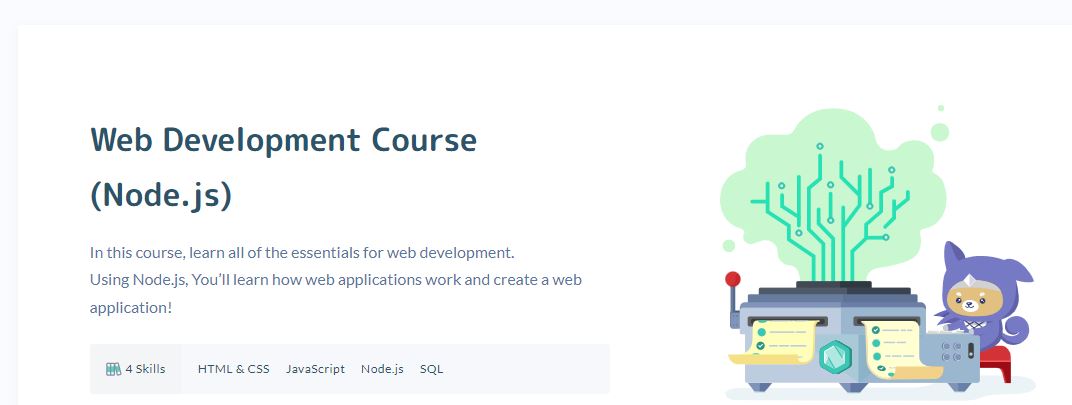 Web Development Course
(Node.js)
In this course, learn all of the essentials for web development.
Using Node.js, You’ll learn how web applications work and create a web
application!
4 Skills HTML & CSS JavaScript Node.js SQL